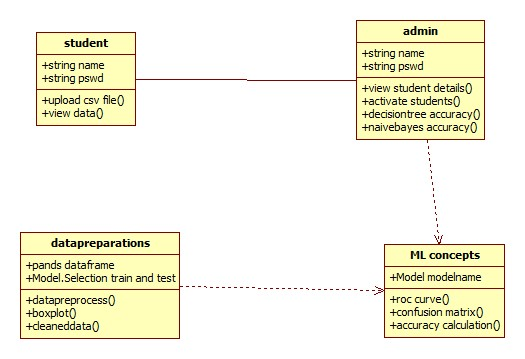 student
+string name
+string pswd
+upload csv file()
+view data()
admin
+string name
+string pswd
+view student details()
+activate students()
+decisiontree accuracy()
+naivebayes accuracy()
datapreparations
+pands dataframe
+Model.Selection train and test
+datapreprocess()
+boxplot()
+cleaneddata()
ML concepts
+Model modelname
+roc curve()
+confusion matrix()
+accuracy calculation()